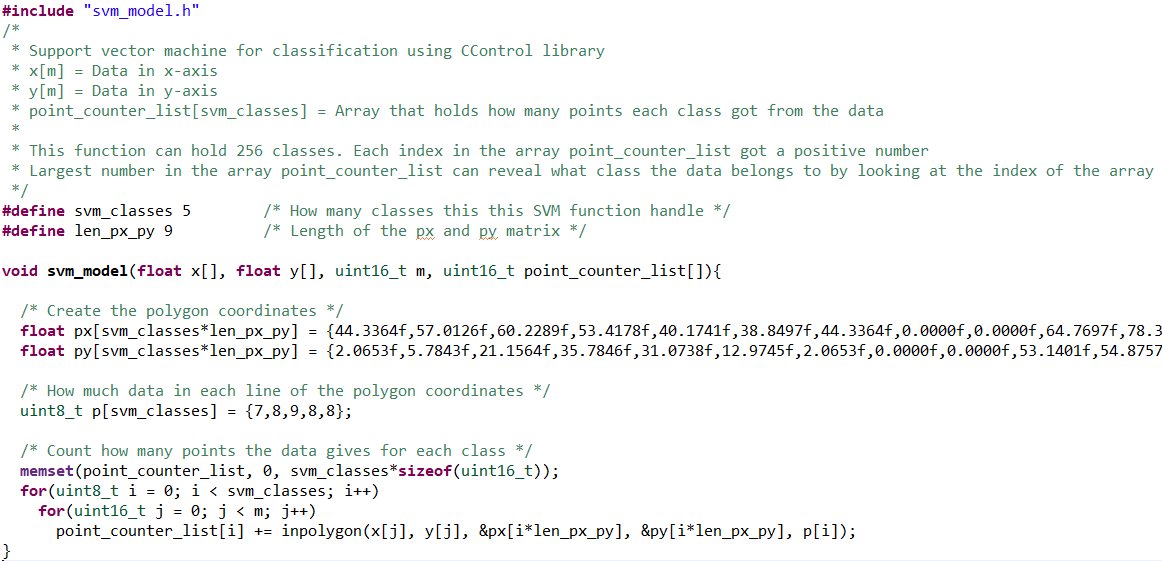 #include "svm_model.h"
/*
 * Support vector machine for classification using CControl library
 * x[m] = Data in x-axis
 * y[m] = Data in y-axis
 * point_counter_list[svm_classes] = Array that holds how many points each class got from the data
 *
 * This function can hold 256 classes. Each index in the array point_counter_list got a positive number
 * Largest number in the array point_counter_list can reveal what class the data belongs to by looking at the index of the array
 */
#define svm_classes 5        /* How many classes this this SVM function handle */
#define len_px_py 9          /* Length of the px and py matrix */

void svm_model(float x[], float y[], uint16_t m, uint16_t point_counter_list[]){

  /* Create the polygon coordinates */
  float px[svm_classes*len_px_py] = {44.3364f,57.0126f,60.2289f,53.4178f,40.1741f,38.8497f,44.3364f,0.0000f,0.0000f,64.7697f,78.3
  float py[svm_classes*len_px_py] = {2.0653f,5.7843f,21.1564f,35.7846f,31.0738f,12.9745f,2.0653f,0.0000f,0.0000f,53.1401f,54.8757

  /* How much data in each line of the polygon coordinates */
  uint8_t p[svm_classes] = {7,8,9,8,8};

  /* Count how many points the data gives for each class */
  memset(point_counter_list, 0, svm_classes*sizeof(uint16_t));
  for(uint8_t i = 0; i < svm_classes; i++)
    for(uint16_t j = 0; j < m; j++)
      point_counter_list[i] += inpolygon(x[j], y[j], &px[i*len_px_py], &py[i*len_px_py], p[i]);
}